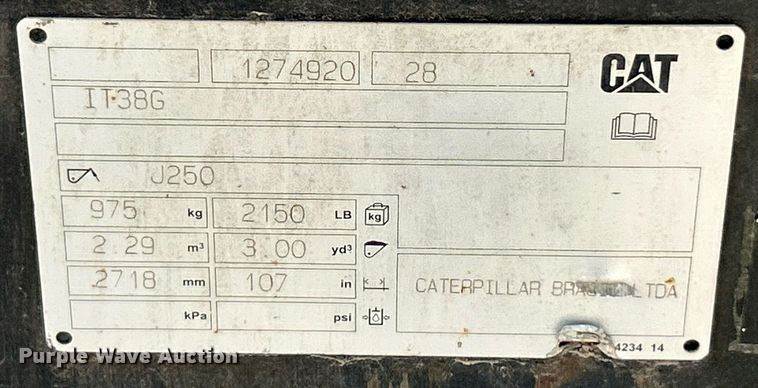 1274920 28 CAT
IT38G
J250
975 kg 2150 LB kg
2.29 m³ 3.00 yd³
2718 mm 107 in
CATERPILLAR LTDA
kPa psi
4234 14
Purple Wave Auction